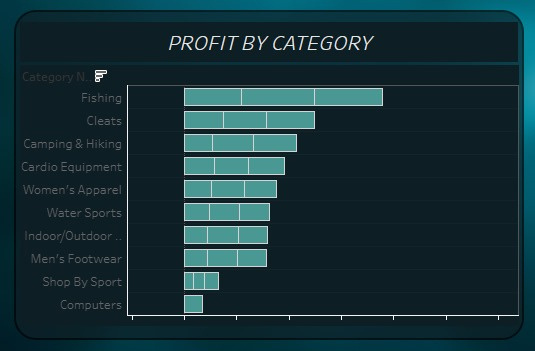 PROFIT BY CATEGORY
Category N..
Fishing
Cleats
Camping & Hiking
Cardio Equipment
Women's Apparel
Water Sports
Indoor/Outdoor ..
Men's Footwear
Shop By Sport
Computers